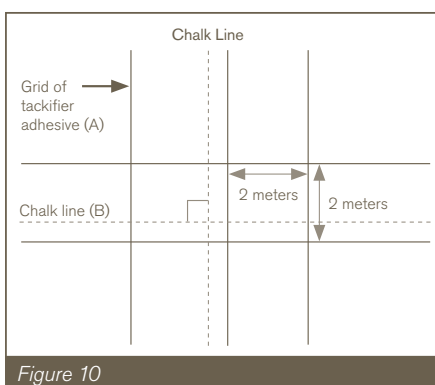 Chalk Line
Grid of
tackifier
adhesive (A)
2 meters
2 meters
Chalk line (B)
Figure 10